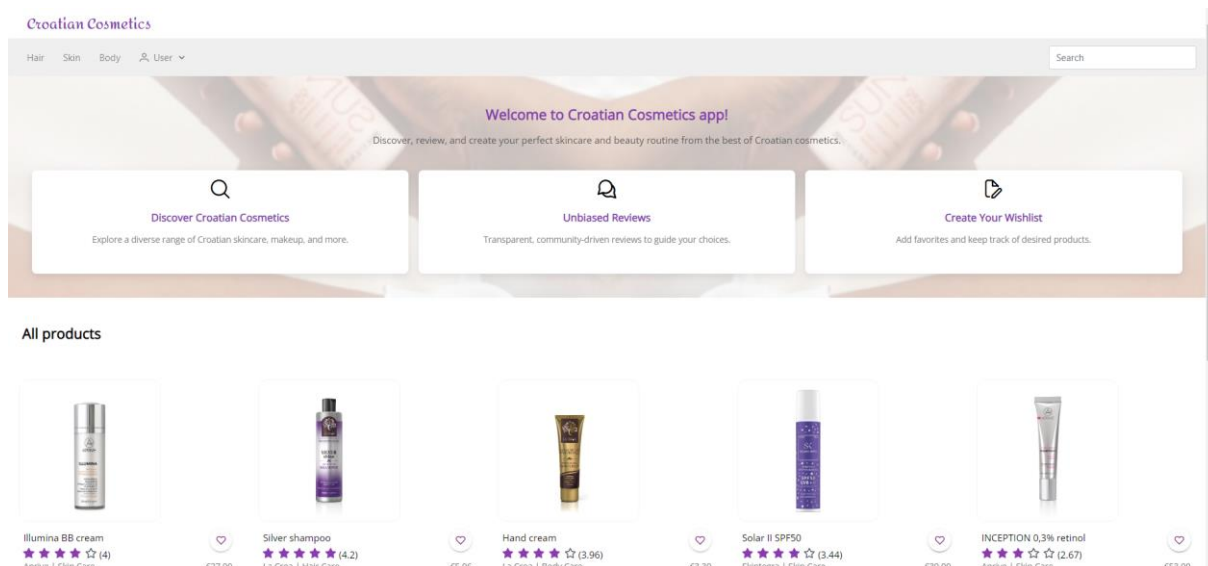 Croatian Cosmetics
Hair Skin Body User Search
Welcome to Croatian Cosmetics app!
Discover, review, and create your perfect skincare and beauty routine from the best of Croatian cosmetics.
Discover Croatian Cosmetics Unbiased Reviews Create Your Wishlist
Explore a diverse range of Croatian skincare, makeup, and more. Transparent, community-driven reviews to guide your choices. Add favorites and keep track of desired products.
All products
Illumina BB cream Silver shampoo Hand cream Solar II SPF50 INCEPTION 0,3% retinol
(4) (4.2) (3.96) (3.44) (2.67)